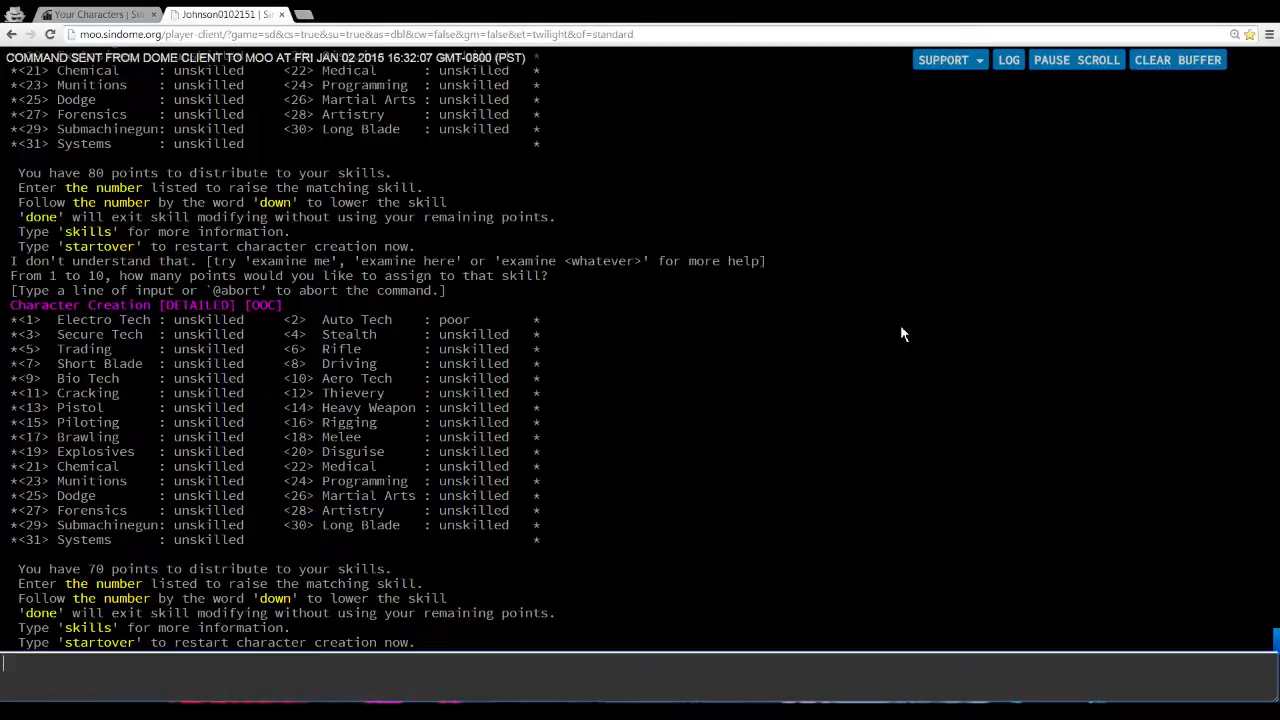 Your Characters | Sin
Johnson0102151 | Sin
moo.sindome.org/player-client/?game=sd&cs=true&su=true&as=dbl&cw=false&gm=false&et=twilight&of=standard
COMMAND SENT FROM DOME CLIENT TO MOO AT FRI JAN 02 2015 16:32:07 GMT-0800 (PST) *
SUPPORT LOG PAUSE SCROLL CLEAR BUFFER
*<21> Chemical : unskilled <22> Medical : unskilled *
*<23> Munitions : unskilled <24> Programming : unskilled *
*<25> Dodge : unskilled <26> Martial Arts : unskilled *
*<27> Forensics : unskilled <28> Artistry : unskilled *
*<29> Submachinegun: unskilled <30> Long Blade : unskilled *
*<31> Systems : unskilled *
You have 80 points to distribute to your skills.
Enter the number listed to raise the matching skill.
Follow the number by the word 'down' to lower the skill
'done' will exit skill modifying without using your remaining points.
Type 'skills' for more information.
Type 'startover' to restart character creation now.
I don't understand that. [try 'examine me', 'examine here' or 'examine <whatever>' for more help]
From 1 to 10, how many points would you like to assign to that skill?
[Type a line of input or `@abort' to abort the command.]
Character Creation [DETAILED] [OOC]
*<1> Electro Tech : unskilled <2> Auto Tech : poor *
*<3> Secure Tech : unskilled <4> Stealth : unskilled *
*<5> Trading : unskilled <6> Rifle : unskilled *
*<7> Short Blade : unskilled <8> Driving : unskilled *
*<9> Bio Tech : unskilled <10> Aero Tech : unskilled *
*<11> Cracking : unskilled <12> Thievery : unskilled *
*<13> Pistol : unskilled <14> Heavy Weapon : unskilled *
*<15> Piloting : unskilled <16> Rigging : unskilled *
*<17> Brawling : unskilled <18> Melee : unskilled *
*<19> Explosives : unskilled <20> Disguise : unskilled *
*<21> Chemical : unskilled <22> Medical : unskilled *
*<23> Munitions : unskilled <24> Programming : unskilled *
*<25> Dodge : unskilled <26> Martial Arts : unskilled *
*<27> Forensics : unskilled <28> Artistry : unskilled *
*<29> Submachinegun: unskilled <30> Long Blade : unskilled *
*<31> Systems : unskilled *
You have 70 points to distribute to your skills.
Enter the number listed to raise the matching skill.
Follow the number by the word 'down' to lower the skill
'done' will exit skill modifying without using your remaining points.
Type 'skills' for more information.
Type 'startover' to restart character creation now.